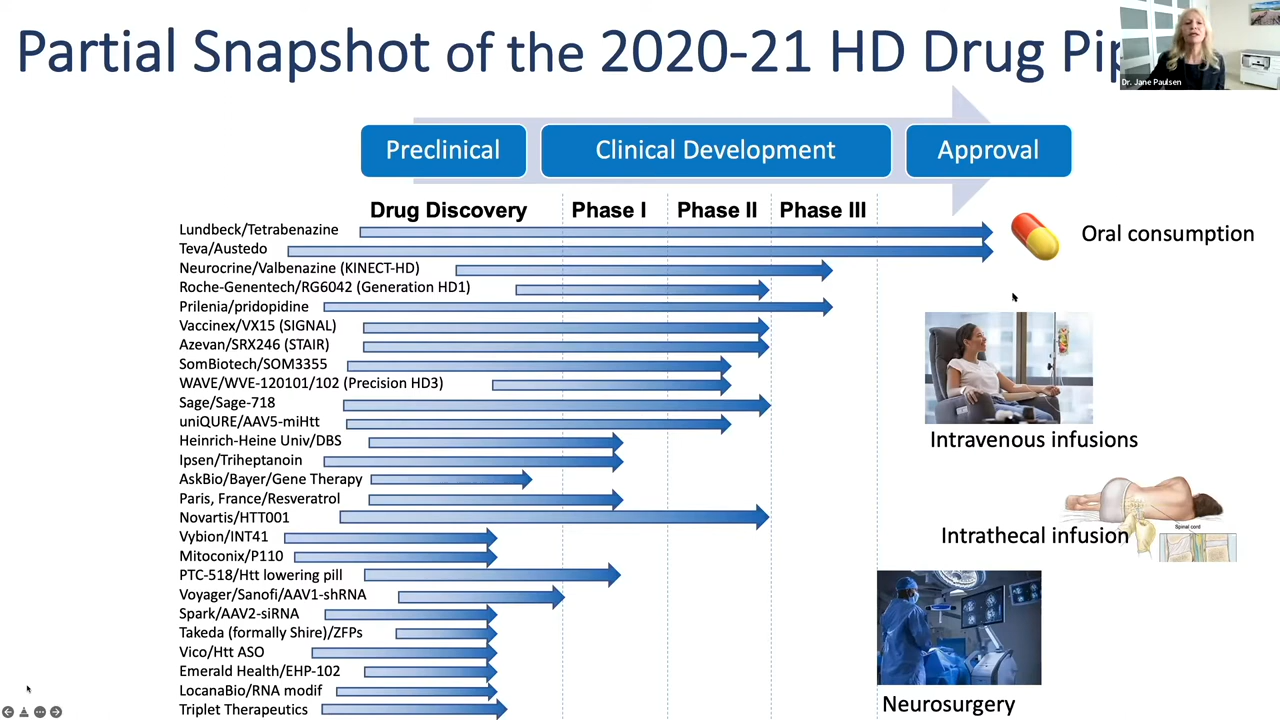 Partial Snapshot of the 2020-21 HD Drug Pip
Dr. Jane Paulsen
Preclinical
Clinical Development
Approval
Drug Discovery
Phase I
Phase II
Phase III
Lundbeck/Tetrabenazine
Teva/Austedo
Neurocrine/Valbenazine (KINECT-HD)
Roche-Genentech/RG6042 (Generation HD1)
Prilenia/pridopidine
Vaccinex/VX15 (SIGNAL)
Azevan/SRX246 (STAIR)
SomBiotech/SOM3355
WAVE/WVE-120101/102 (Precision HD3)
Sage/Sage-718
uniQURE/AAV5-miHtt
Heinrich-Heine Univ/DBS
Ipsen/Triheptanoin
AskBio/Bayer/Gene Therapy
Paris, France/Resveratrol
Novartis/HTT001
Vybion/INT41
Mitoconix/P110
PTC-518/Htt lowering pill
Voyager/Sanofi/AAV1-shRNA
Spark/AAV2-siRNA
Takeda (formally Shire)/ZFPs
Vico/Htt ASO
Emerald Health/EHP-102
LocanaBio/RNA modif
Triplet Therapeutics
Oral consumption
Intravenous infusions
Intrathecal infusion
Spinal cord
Neurosurgery